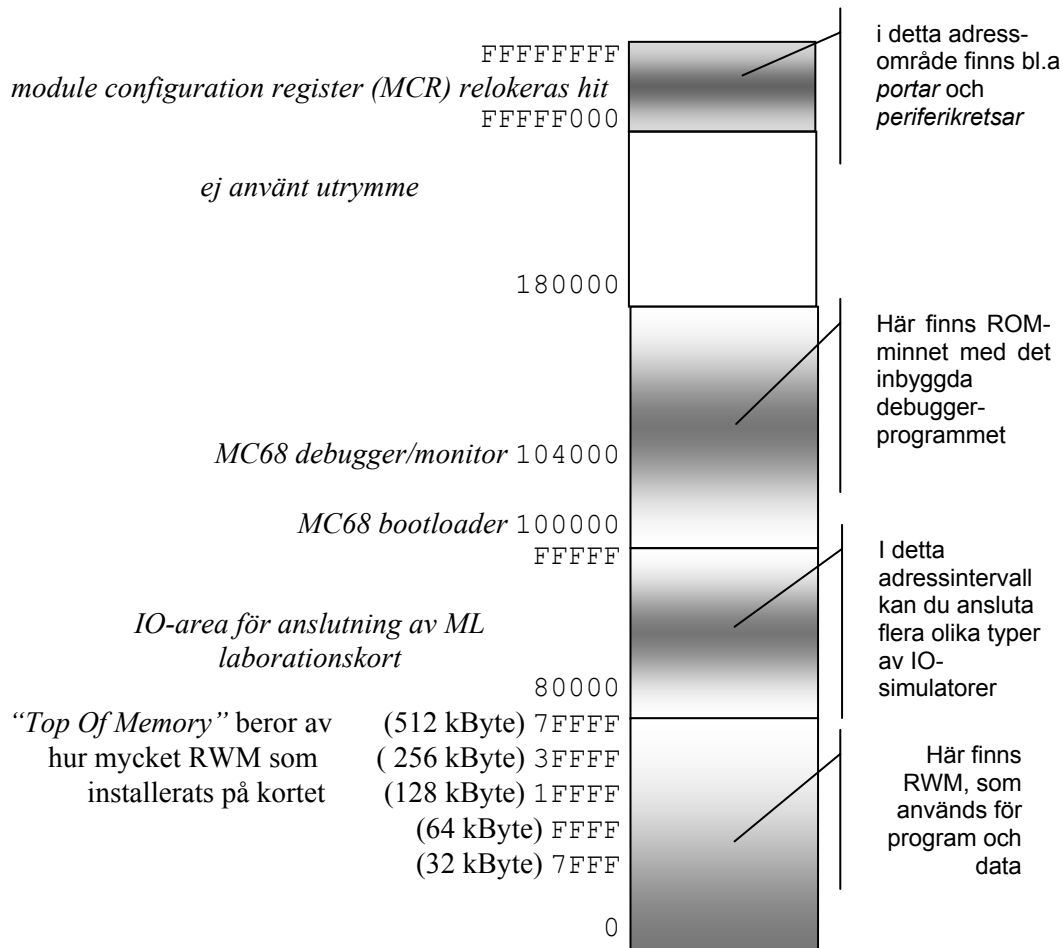 FFFFFFFF
module configuration register (MCR) relokeras hit
FFFFF000
i detta adress-
område finns bl.a
portar och
periferikretsar
ej använt utrymme
180000
Här finns ROM-
minnet med det
inbyggda
debugger-
programmet
MC68 debugger/monitor 104000
MC68 bootloader 100000
FFFFF
I detta
adressintervall
kan du ansluta
flera olika typer
av IO-
simulatorer
IO-area för anslutning av ML
laborationskort
80000
“Top Of Memory” beror av (512 kByte) 7FFFF
hur mycket RWM som ( 256 kByte) 3FFFF
installerats på kortet (128 kByte) 1FFFF
(64 kByte) FFFF
(32 kByte) 7FFF
0
Här finns
RWM, som
används för
program och
data